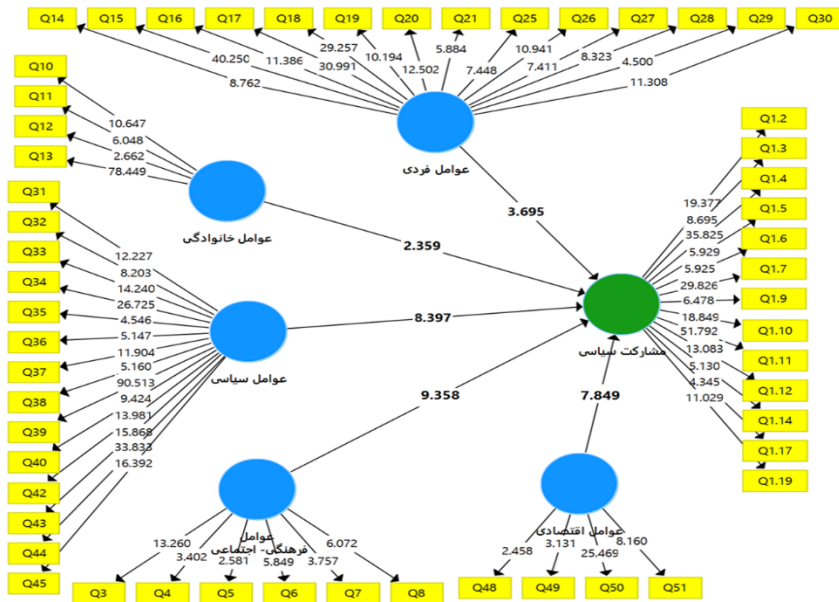 Q14 Q15 Q16 Q17 Q18 Q19 Q20 Q21 Q25 Q26 Q27 Q28 Q29 Q30
8.762
40.250
11.386
30.991
29.257
10.194
12.502
5.884
7.448
10.941
7.411
8.323
4.500
11.308
عوامل فردی
3.695
Q10
Q11
Q12
Q13
10.647
6.048
2.662
78.449
عوامل خانوادگی
2.359
Q31
Q32
Q33
Q34
Q35
Q36
Q37
Q38
Q39
Q40
Q42
Q43
Q44
Q45
12.227
8.203
14.240
26.725
4.546
5.147
11.904
5.160
90.513
9.424
13.981
15.868
33.833
16.392
عوامل سیاسی
8.397
Q1.2
Q1.3
Q1.4
Q1.5
Q1.6
Q1.7
Q1.9
Q1.10
Q1.11
Q1.12
Q1.14
Q1.17
Q1.19
19.377
8.695
35.825
5.929
5.925
29.826
6.478
18.849
51.792
13.083
5.130
4.345
11.029
مشارکت سیاسی
9.358
7.849
عوامل
فرهنگی- اجتماعی
13.260
3.402
2.581
5.849
3.757
6.072
Q3 Q4 Q5 Q6 Q7 Q8
عوامل اقتصادی
2.458
3.131
25.469
8.160
Q48 Q49 Q50 Q51